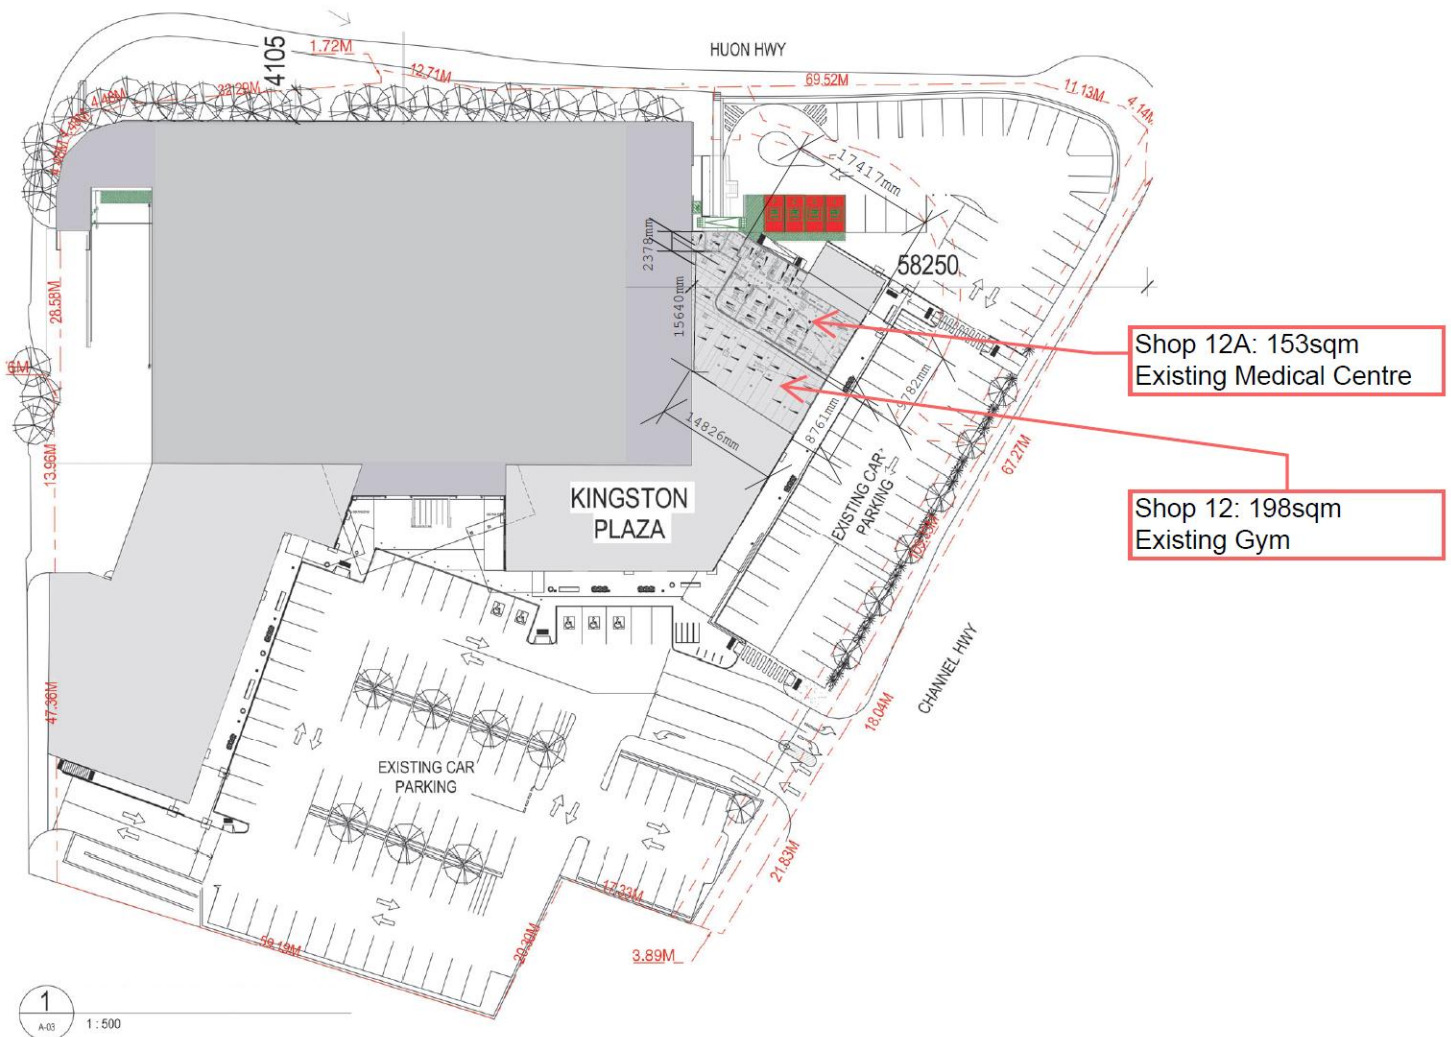 HUON HWY
4105
1.72M
12.71M
69.52M
11.13M
4.14M
22.29M
4.48M
17417mm
2378mm
58250
15640mm
28.58M
Shop 12A: 153sqm
Existing Medical Centre
9782mm
8761mm
14826mm
6M
13.96M
67.27M
KINGSTON
PLAZA
EXISTING CAR
PARKING
Shop 12: 198sqm
Existing Gym
CHANNEL HWY
47.36M
18.04M
EXISTING CAR
PARKING
21.83M
17.33M
59.19M
20.30M
3.89M
1
A-03
1 : 500